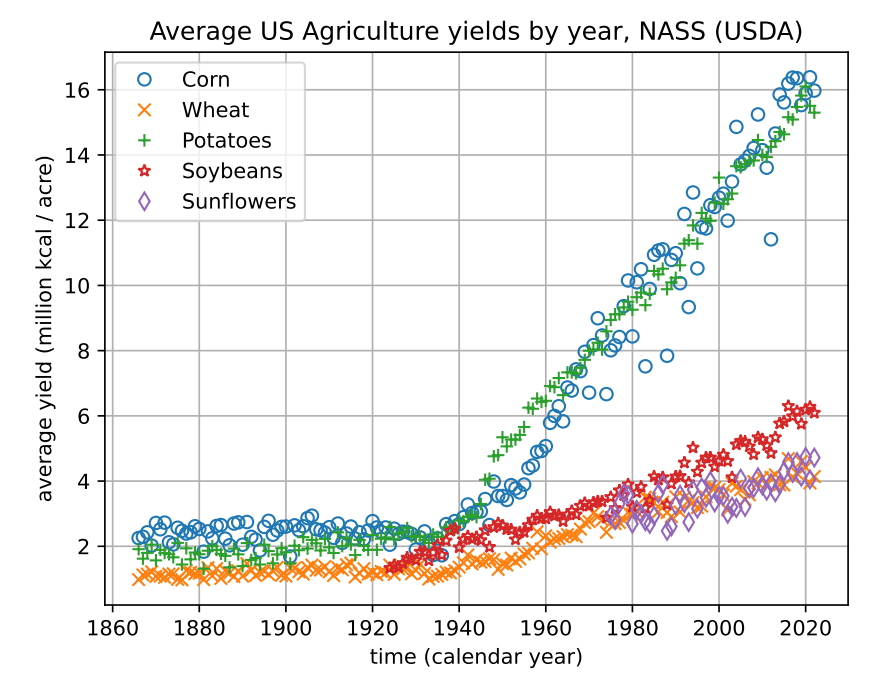 Average US Agriculture yields by year, NASS (USDA)
average yield (million kcal / acre)
16
14
12
10
8
6
4
2
Corn
Wheat
Potatoes
Soybeans
Sunflowers
1860 1880 1900 1920 1940 1960 1980 2000 2020
time (calendar year)